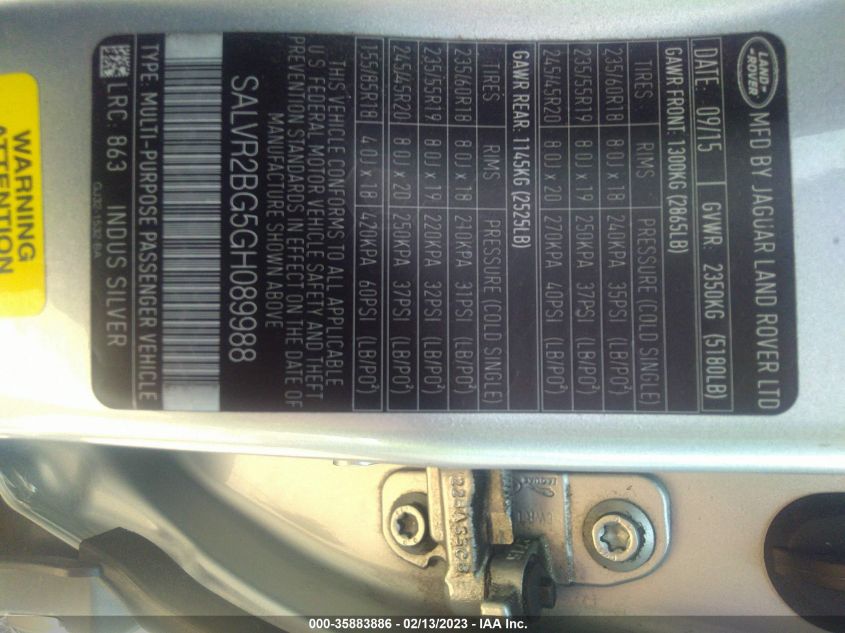 LAND ROVER
MFD BY JAGUAR LAND ROVER LTD
DATE: 09/15 GVWR: 2350KG (5180LB)
GAWR FRONT: 1300KG (2865LB)
TIRES RIMS PRESSURE (COLD SINGLE)
235/60R18 8.0J x 18 240KPA 35PSI (LB/PO²)
235/55R19 8.0J x 19 250KPA 37PSI (LB/PO²)
245/45R20 8.0J x 20 270KPA 40PSI (LB/PO²)
GAWR REAR: 1145KG (2525LB)
TIRES RIMS PRESSURE (COLD SINGLE)
235/60R18 8.0J x 18 210KPA 31PSI (LB/PO²)
235/55R19 8.0J x 19 220KPA 32PSI (LB/PO²)
245/45R20 8.0J x 20 250KPA 37PSI (LB/PO²)
155/85R18 4.0J x 18 420KPA 60PSI (LB/PO²)
THIS VEHICLE CONFORMS TO ALL APPLICABLE
U S FEDERAL MOTOR VEHICLE SAFETY AND THEFT
PREVENTION STANDARDS IN EFFECT ON THE DATE OF
MANUFACTURE SHOWN ABOVE
SALVR2BG5GH089988
TYPE: MULTI-PURPOSE PASSENGER VEHICLE
LRC: 863 INDUS SILVER
WARNING
ATTENTION
000-35883886 - 02/13/2023 - IAA Inc.